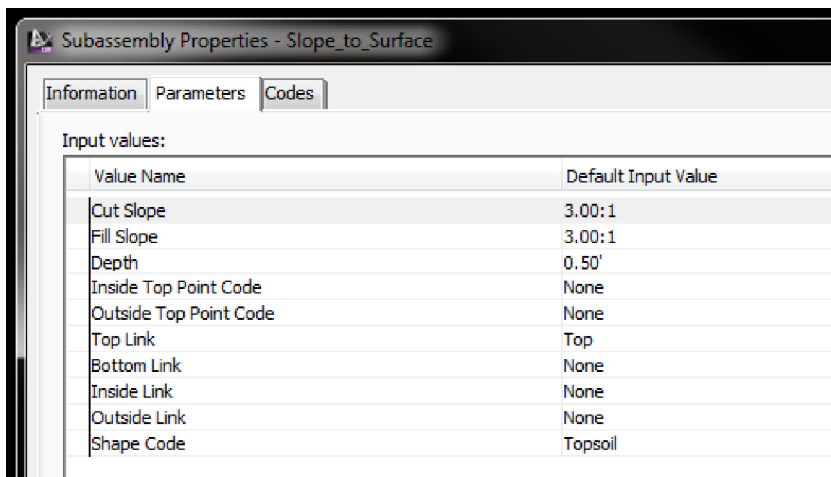 Subassembly Properties - Slope_to_Surface
Information Parameters Codes
Input values:
Value Name Default Input Value
Cut Slope 3.00:1
Fill Slope 3.00:1
Depth 0.50'
Inside Top Point Code None
Outside Top Point Code None
Top Link Top
Bottom Link None
Inside Link None
Outside Link None
Shape Code Topsoil